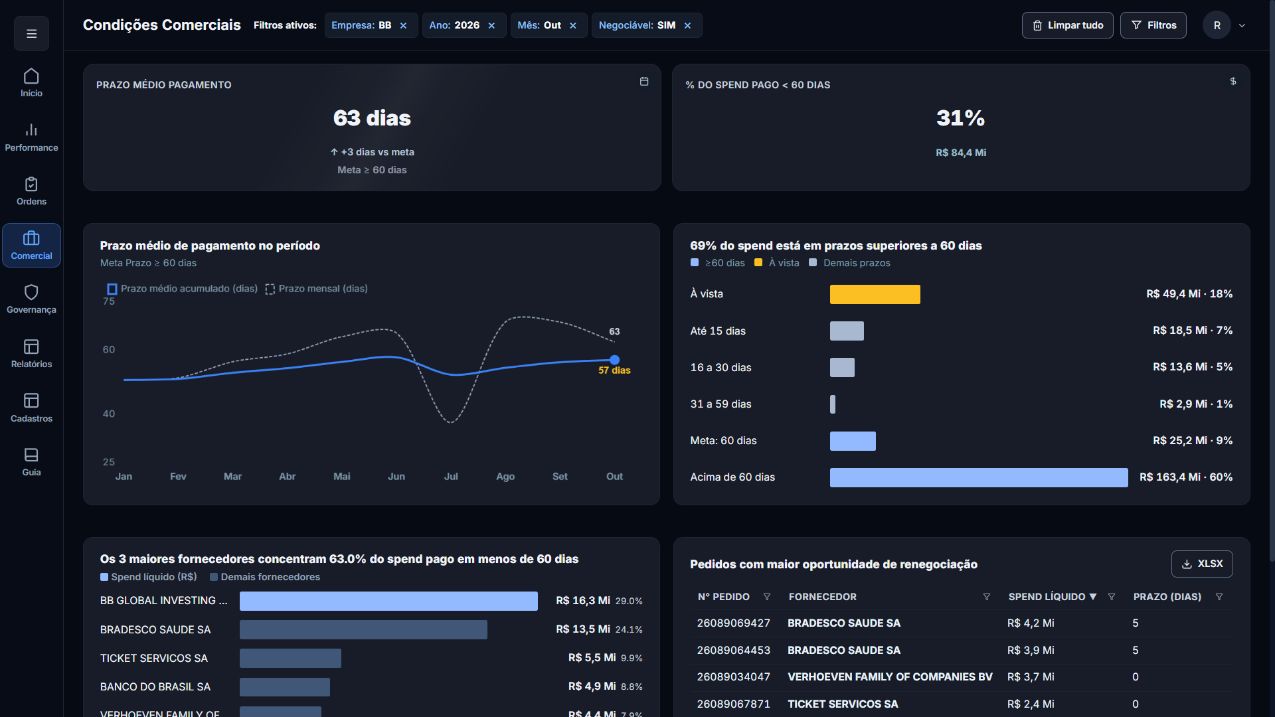 Condições Comerciais Filtros ativos: Empresa: BB × Ano: 2026 × Mês: Out × Negociável: SIM × Limpar tudo Filtros R
Início
Performance
Ordens
Comercial
Governança
Relatórios
Cadastros
Guia
PRAZO MÉDIO PAGAMENTO
63 dias
↑ +3 dias vs meta
Meta ≥ 60 dias
% DO SPEND PAGO < 60 DIAS $
31%
R$ 84,4 Mi
Prazo médio de pagamento no período
Meta Prazo ≥ 60 dias
Prazo médio acumulado (dias) Prazo mensal (dias)
75
60
40
25
63
57 dias
Jan Fev Mar Abr Mai Jun Jul Ago Set Out
69% do spend está em prazos superiores a 60 dias
≥60 dias À vista Demais prazos
À vista R$ 49,4 Mi · 18%
Até 15 dias R$ 18,5 Mi · 7%
16 a 30 dias R$ 13,6 Mi · 5%
31 a 59 dias R$ 2,9 Mi · 1%
Meta: 60 dias R$ 25,2 Mi · 9%
Acima de 60 dias R$ 163,4 Mi · 60%
Os 3 maiores fornecedores concentram 63.0% do spend pago em menos de 60 dias
Spend líquido (R$) Demais fornecedores
BB GLOBAL INVESTING ... R$ 16,3 Mi 29.0%
BRADESCO SAUDE SA R$ 13,5 Mi 24.1%
TICKET SERVICOS SA R$ 5,5 Mi 9.9%
BANCO DO BRASIL SA R$ 4,9 Mi 8.8%
VERHOEVEN FAMILY OF R$ 4,4 Mi 7.9%
Pedidos com maior oportunidade de renegociação XLSX
Nº PEDIDO FORNECEDOR SPEND LÍQUIDO ▼ PRAZO (DIAS)
26089069427 BRADESCO SAUDE SA R$ 4,2 Mi 5
26089064453 BRADESCO SAUDE SA R$ 3,9 Mi 5
26089034047 VERHOEVEN FAMILY OF COMPANIES BV R$ 3,7 Mi 0
26089067871 TICKET SERVICOS SA R$ 2,4 Mi 0